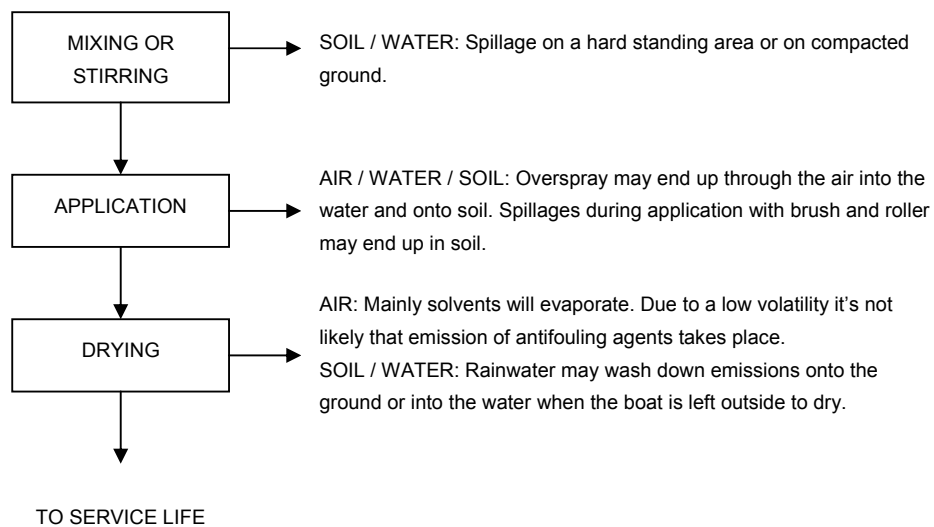 MIXING OR
STIRRING
SOIL / WATER: Spillage on a hard standing area or on compacted
ground.
APPLICATION
AIR / WATER / SOIL: Overspray may end up through the air into the
water and onto soil. Spillages during application with brush and roller
may end up in soil.
DRYING
AIR: Mainly solvents will evaporate. Due to a low volatility it's not
likely that emission of antifouling agents takes place.
SOIL / WATER: Rainwater may wash down emissions onto the
ground or into the water when the boat is left outside to dry.
TO SERVICE LIFE